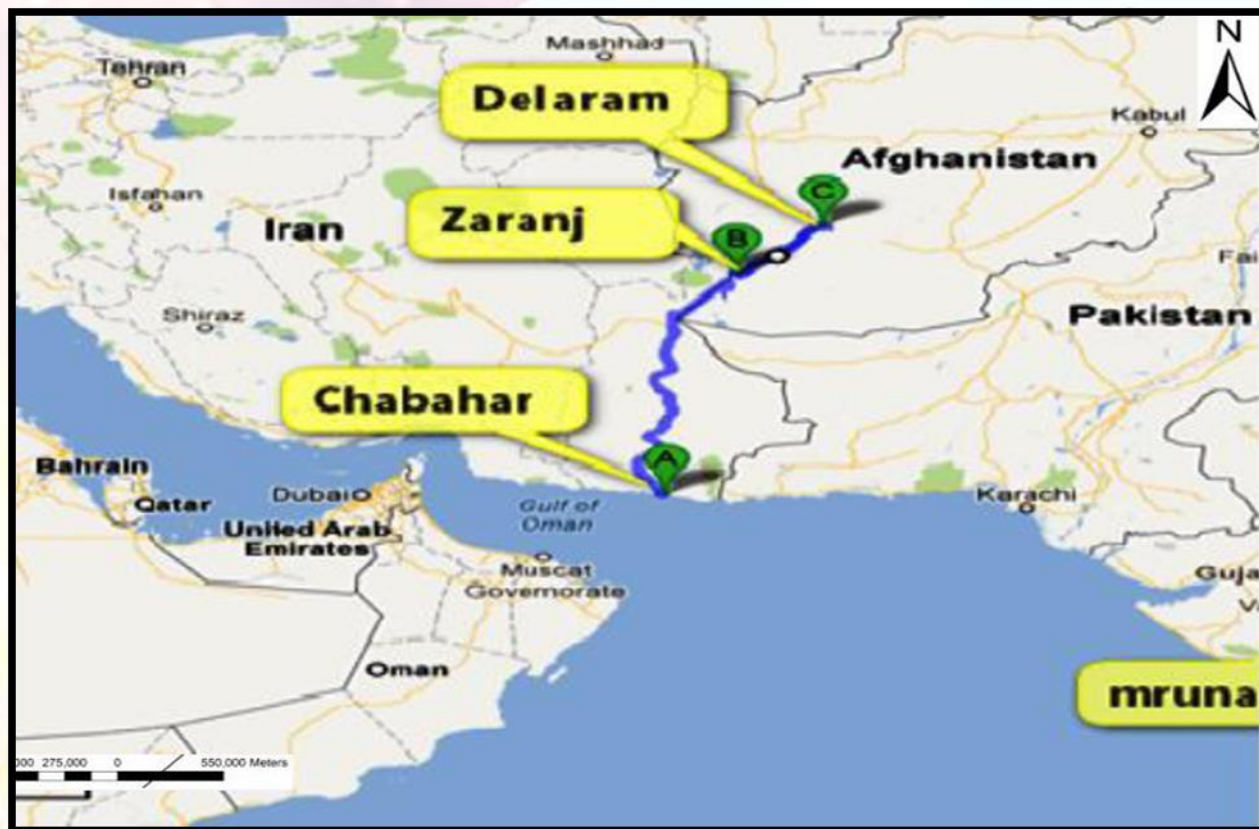 N
Mashhad
Tehran
Delaram
Kabul
Afghanistan
C
Isfahan
Zaranj
Iran
B
Shiraz
Pakistan
Chabahar
A
Bahrain
Qatar
Dubai
Gulf of
Oman
Karachi
United Arab
Emirates
Muscat
Governorate
Oman
mruna
275,000 0 550,000 Meters